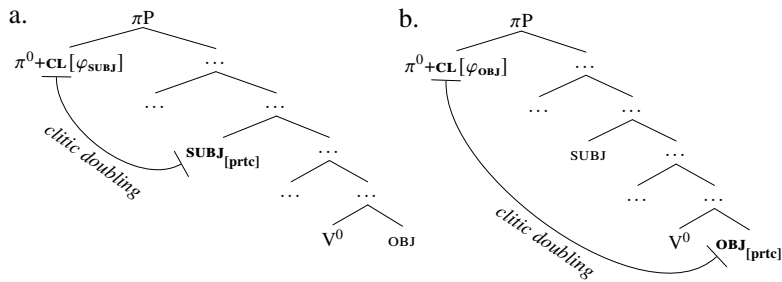 a.
πP
π⁰+CL[φSUBJ]
...
...
...
clitic doubling
SUBJ[prtc]
...
...
...
V⁰
OBJ
b.
πP
π⁰+CL[φOBJ]
...
...
...
SUBJ
...
...
...
V⁰
OBJ[prtc]
clitic doubling